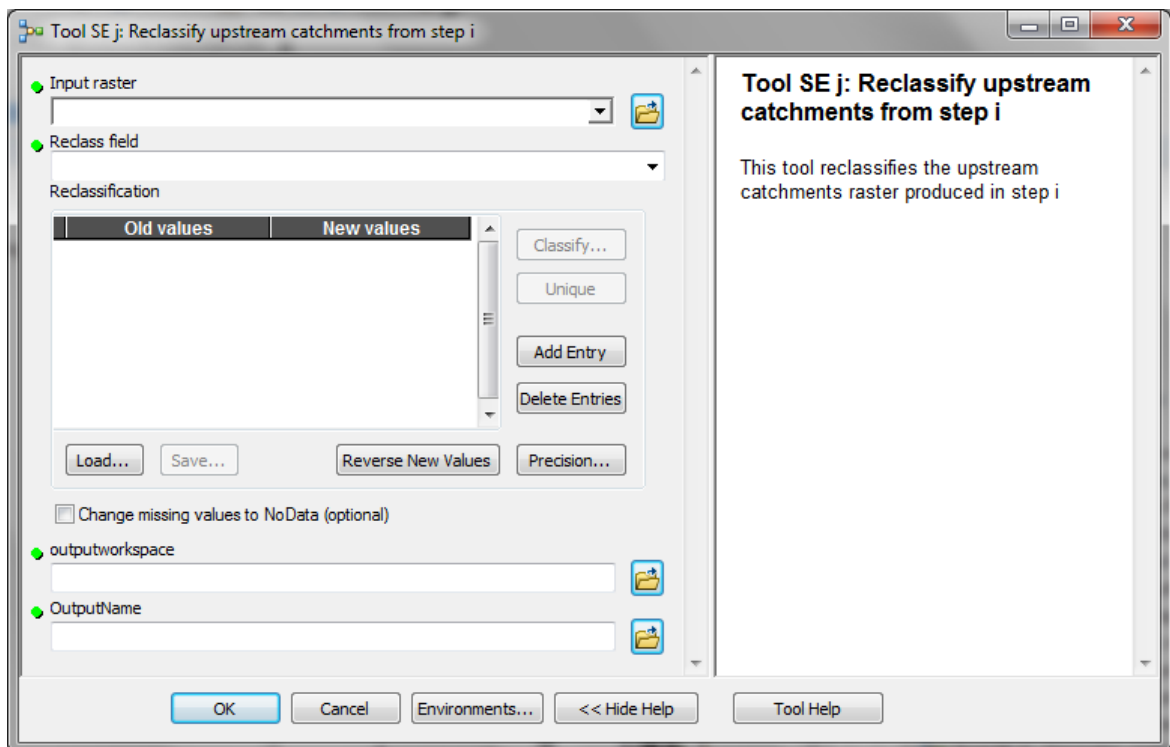 Tool SE j: Reclassify upstream catchments from step i
Input raster
Reclass field
Reclassification
Old values New values
Classify...
Unique
Add Entry
Delete Entries
Load... Save... Reverse New Values Precision...
Change missing values to NoData (optional)
outputworkspace
OutputName
Tool SE j: Reclassify upstream
catchments from step i
This tool reclassifies the upstream
catchments raster produced in step i
OK Cancel Environments... << Hide Help Tool Help